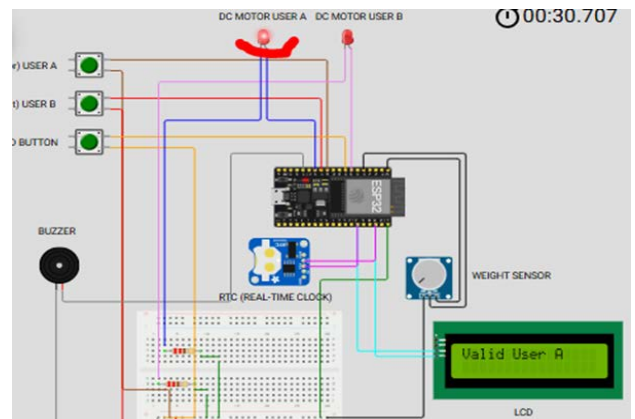 DC MOTOR USER A DC MOTOR USER B
00:30.707
r) USER A
t) USER B
D BUTTON
ESP32
BUZZER
RTC (REAL-TIME CLOCK)
WEIGHT SENSOR
Valid User A
LCD